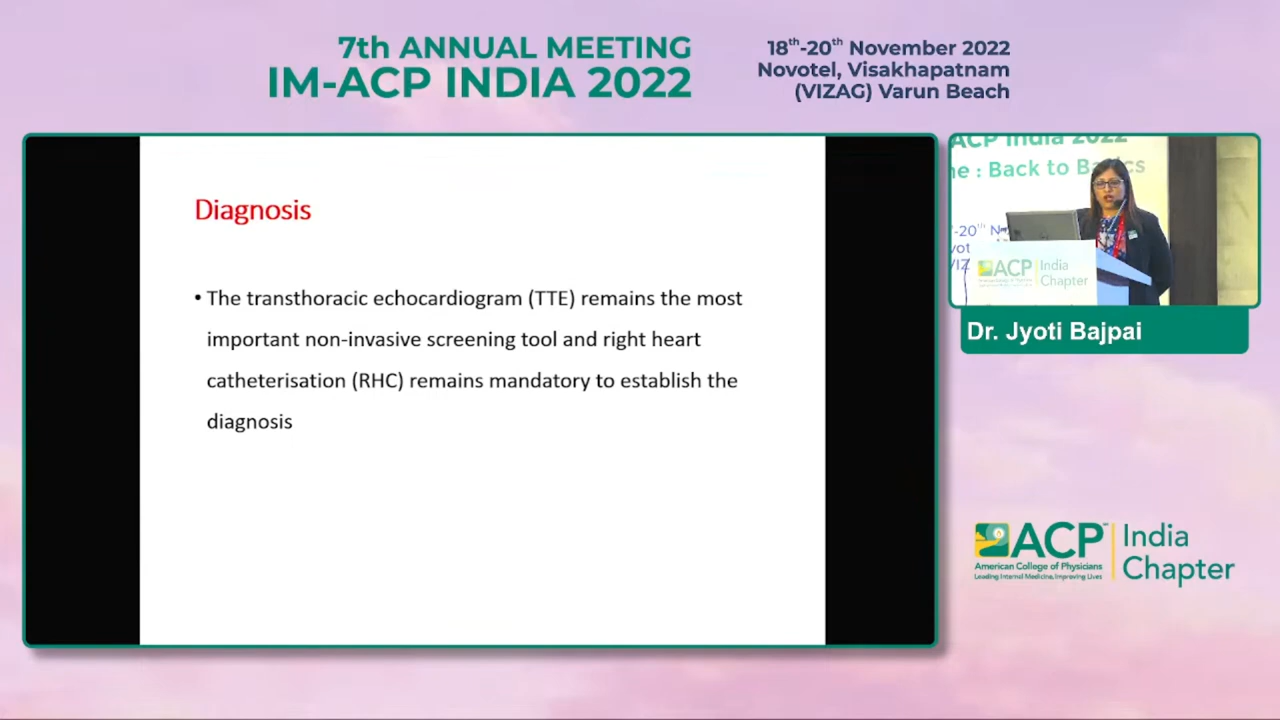 7th ANNUAL MEETING
IM-ACP INDIA 2022
18th-20th November 2022
Novotel, Visakhapatnam
(VIZAG) Varun Beach
Diagnosis
• The transthoracic echocardiogram (TTE) remains the most
important non-invasive screening tool and right heart
catheterisation (RHC) remains mandatory to establish the
diagnosis
ACP India 2022
: Back to
-20th
ACP India
Chapter
Dr. Jyoti Bajpai
ACP
American College of Physicians
Leading Internal Medicine, Improving Lives
India
Chapter